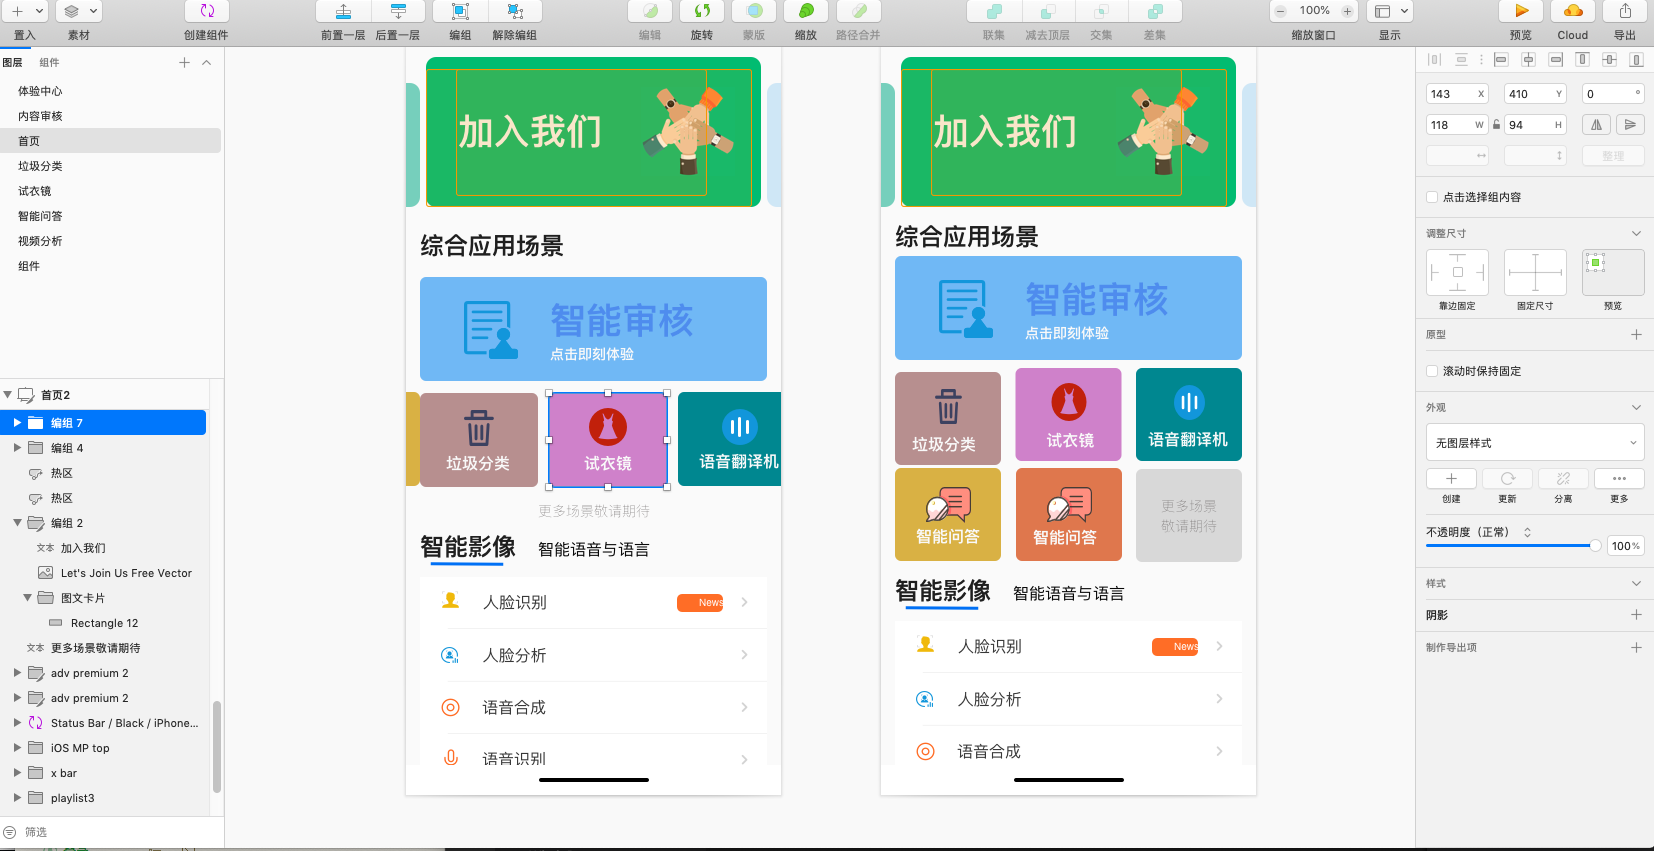 100%
置入
素材
创建组件
前置一层
后置一层
编组
解除编组
编辑
旋转
蒙版
缩放
路径合并
联集
减去顶层
交集
差集
缩放窗口
显示
预览
Cloud
导出
图层
组件
体验中心
内容审核
首页
垃圾分类
试衣镜
智能问答
视频分析
组件
首页2
编组 7
编组 4
热区
热区
编组 2
加入我们
Let's Join Us Free Vector
图文卡片
Rectangle 12
更多场景敬请期待
adv premium 2
adv premium 2
Status Bar / Black / iPhone...
iOS MP top
x bar
playlist3
筛选
加入我们
综合应用场景
智能审核
点击即刻体验
垃圾分类
试衣镜
语音翻译机
更多场景敬请期待
智能影像
智能语音与语言
人脸识别
News
人脸分析
语音合成
语音识别
加入我们
综合应用场景
智能审核
点击即刻体验
垃圾分类
试衣镜
语音翻译机
智能问答
智能问答
更多场景
敬请期待
智能影像
智能语音与语言
人脸识别
News
人脸分析
语音合成
143 X
410 Y
0 °
118 W
94 H
整理
点击选择组内容
调整尺寸
靠边固定
固定尺寸
预览
原型
滚动时保持固定
外观
无图层样式
创建
更新
分离
更多
不透明度（正常）
100%
样式
阴影
制作导出项